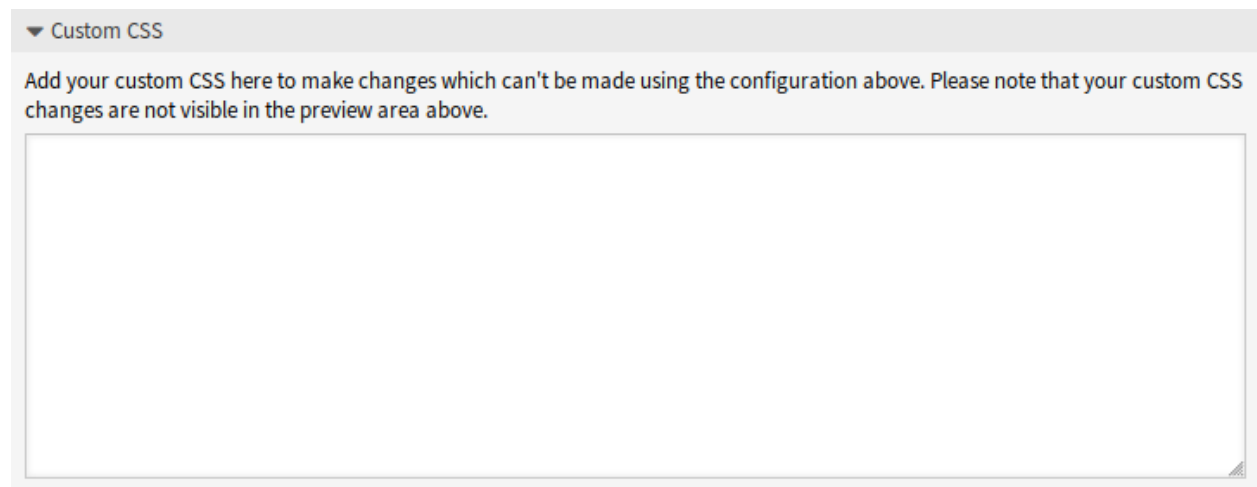 Custom CSS
Add your custom CSS here to make changes which can't be made using the configuration above. Please note that your custom CSS
changes are not visible in the preview area above.